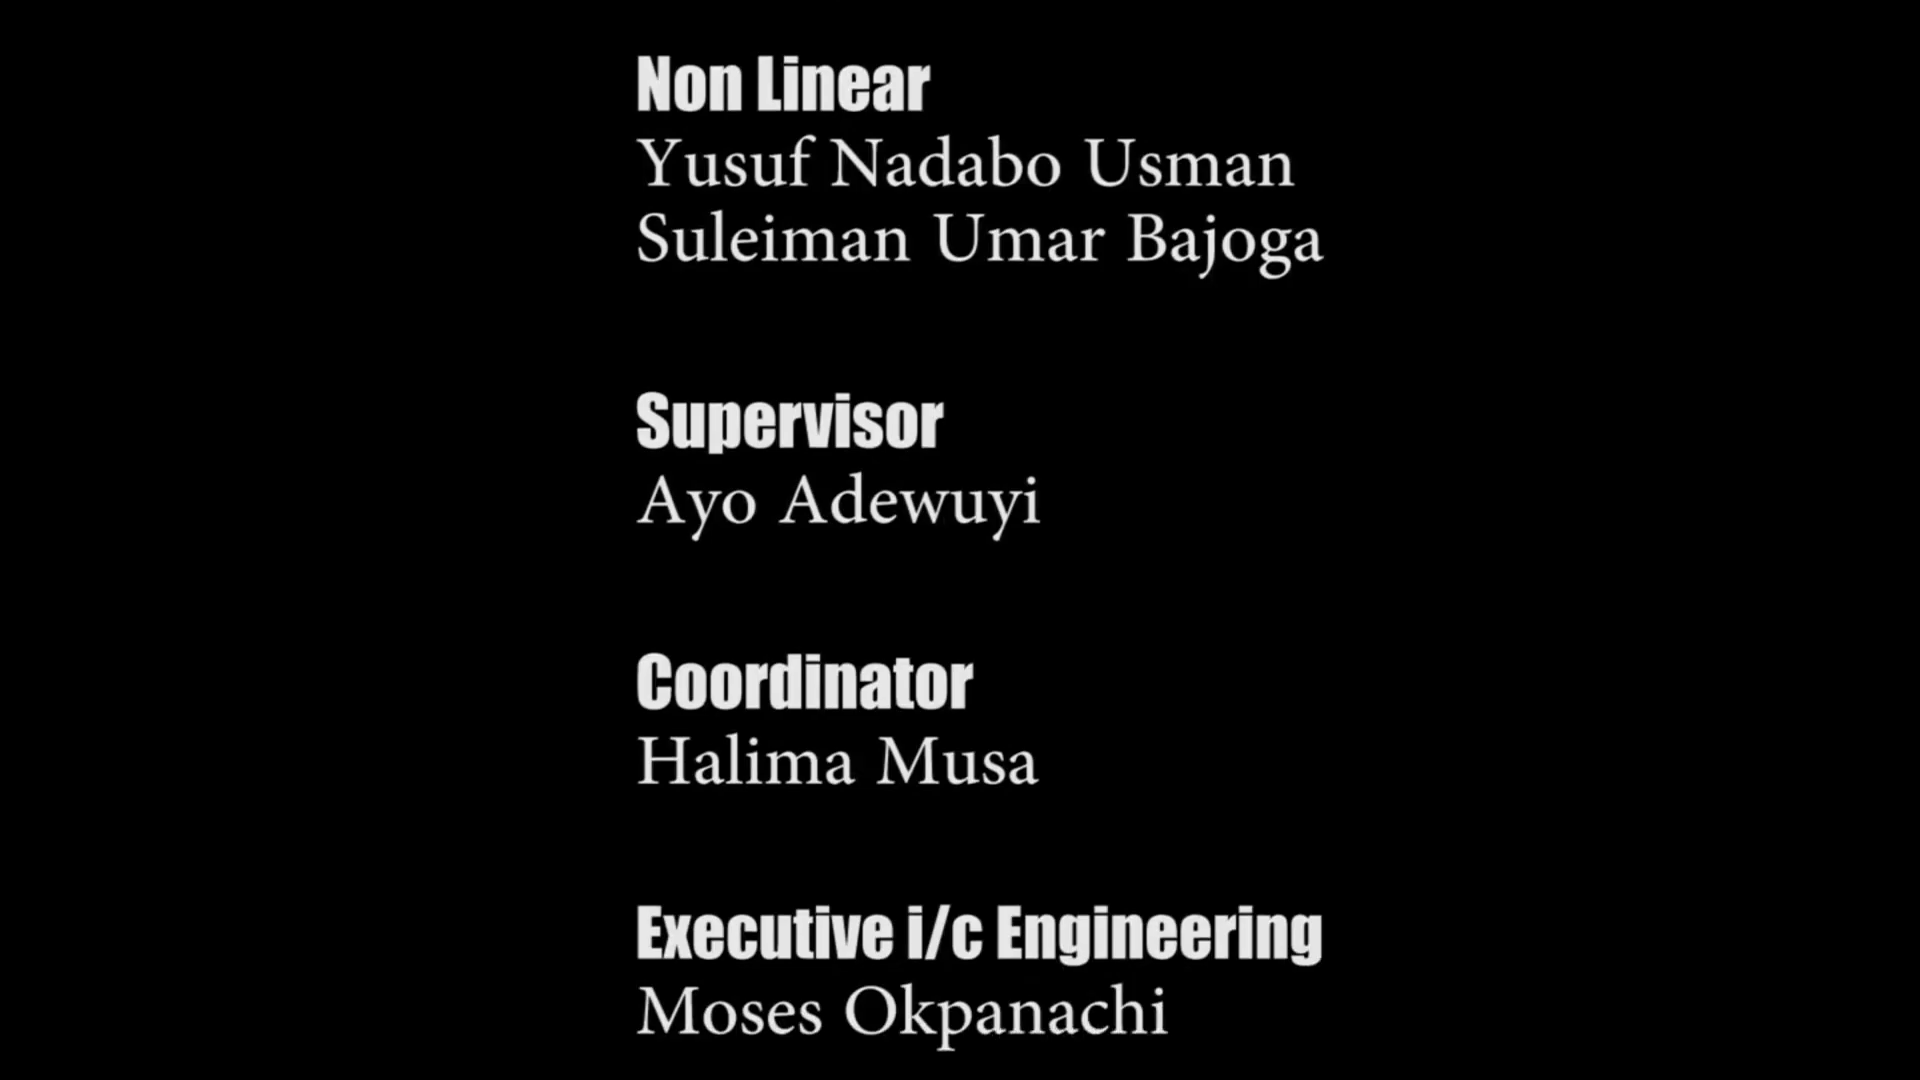 Non Linear
Yusuf Nadabo Usman
Suleiman Umar Bajoga
Supervisor
Ayo Adewuyi
Coordinator
Halima Musa
Executive i/c Engineering
Moses Okpanachi